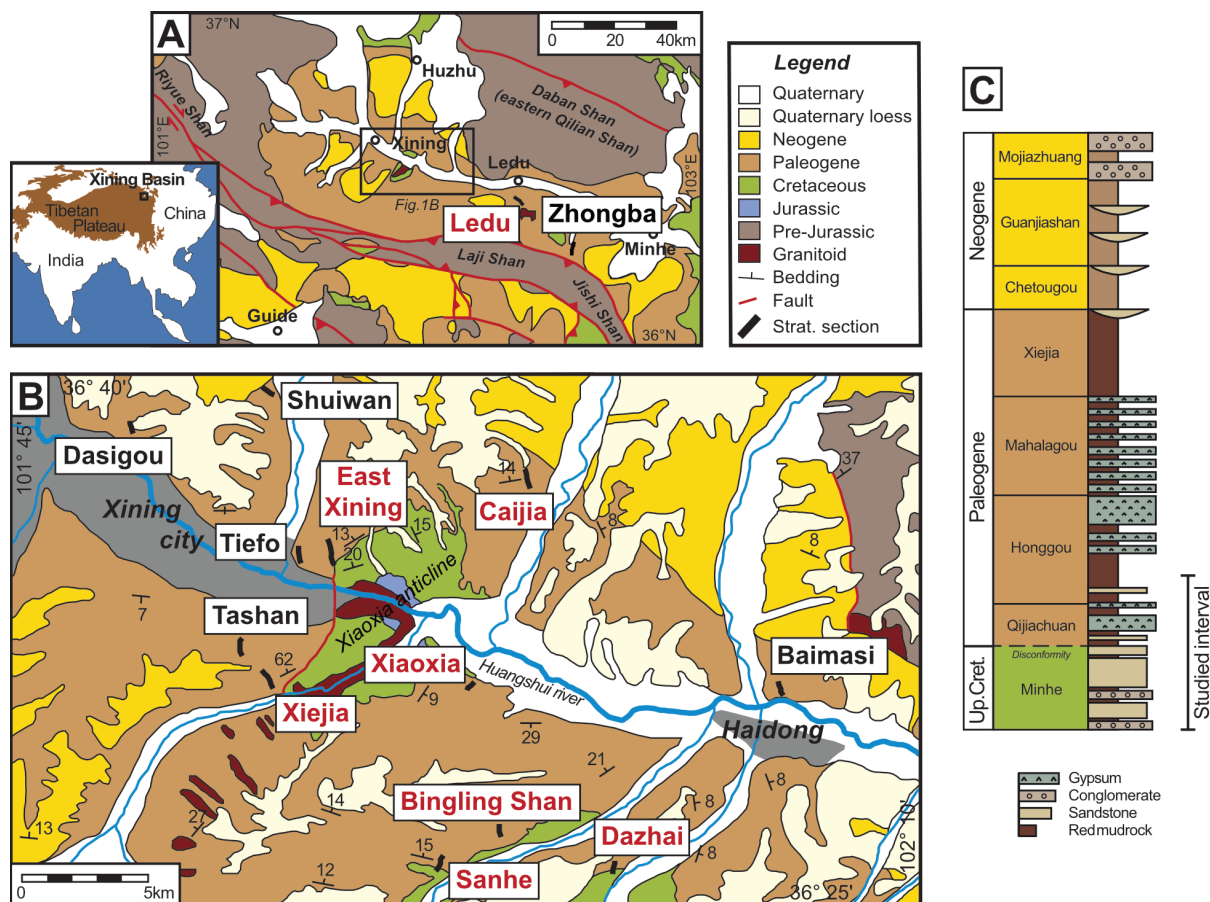 A
37°N
0 20 40km
Huzhu
Riyue Shan
101°E
Daban Shan
(eastern Qilian Shan)
Xining
Ledu
103°E
Fig.1B
Ledu
Zhongba
Minhe
Laji Shan
Jishi Shan
Guide
36°N
Xining Basin
Tibetan
Plateau
China
India
Legend
Quaternary
Quaternary loess
Neogene
Paleogene
Cretaceous
Jurassic
Pre-Jurassic
Granitoid
Bedding
Fault
Strat. section
B
36° 40'
101° 45'
Shuiwan
Dasigou
East
Xining
Caijia
14
37
Xining
city
Tiefo
13
15
20
8
8
Xiaoxia anticline
7
Tashan
62
Xiaoxia
Baimasi
Xiejia
9
Huangshui river
29
Haidong
21
8
14
Bingling Shan
8
27
13
Dazhai
15
8
12
Sanhe
102° 10'
36° 25'
0 5km
C
Neogene
Mojiazhuang
Guanjiashan
Chetougou
Paleogene
Xiejia
Mahalagou
Honggou
Qijiachuan
Up.Cret.
Disconformity
Minhe
Studied interval
Gypsum
Conglomerate
Sandstone
Redmudrock